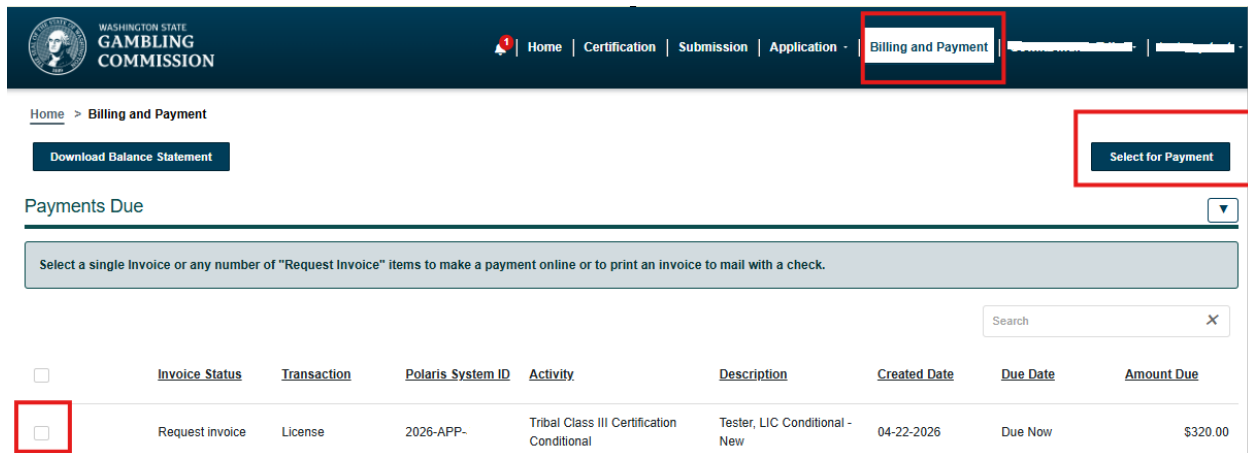 WASHINGTON STATE
GAMBLING
COMMISSION
1
Home | Certification | Submission | Application - | Billing and Payment
Home > Billing and Payment
Download Balance Statement
Select for Payment
Payments Due
Select a single Invoice or any number of "Request Invoice" items to make a payment online or to print an invoice to mail with a check.
Search
Invoice Status Transaction Polaris System ID Activity Description Created Date Due Date Amount Due
Request invoice License 2026-APP- Tribal Class III Certification Conditional Tester, LIC Conditional - New 04-22-2026 Due Now $320.00